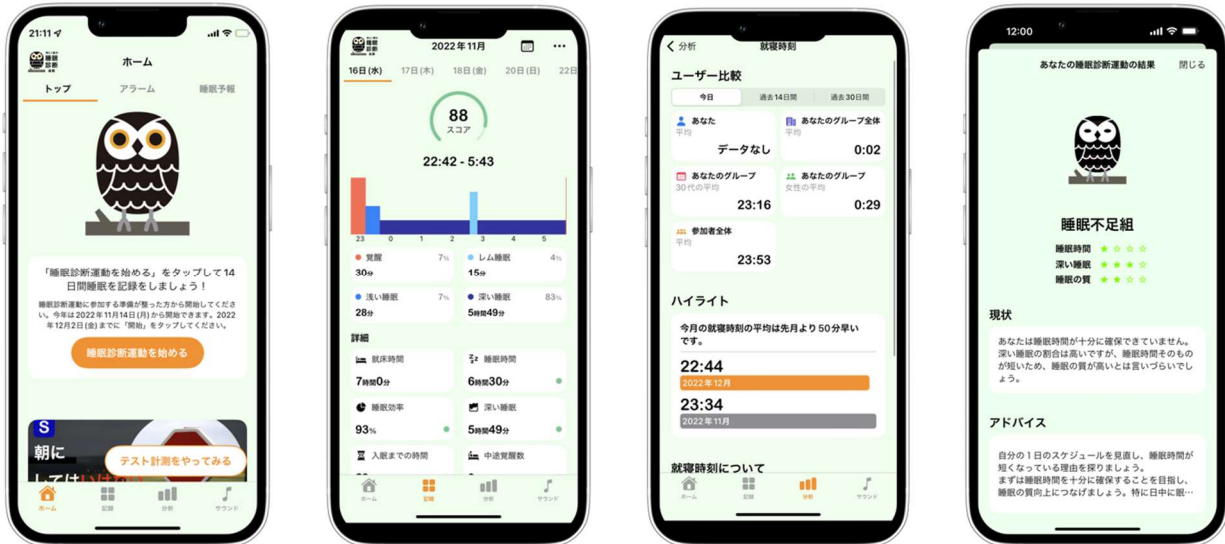 21:11
睡眠
診断
ホーム
トップ
アラーム
睡眠予報
「睡眠診断運動を始める」をタップして14
日間睡眠を記録をしましょう！
睡眠診断運動に参加する準備が整った方から開始してくださ
い。今年は2022年11月14日(月)から開始できます。2022
年12月2日(金)までに「開始」をタップしてください。
睡眠診断運動を始める
S
朝に
してはいけない
テスト計測をやってみる
ホーム
記録
分析
サウンド
睡眠
診断
2022年11月
16日(水)
17日(木)
18日(金)
20日(日)
22日
88
スコア
22:42 - 5:43
23 0 1 2 3 4 5
覚醒 7%
30分
レム睡眠 4%
15分
浅い睡眠 7%
28分
深い睡眠 83%
5時間49分
詳細
就床時間
7時間0分
睡眠時間
6時間30分
睡眠効率
93%
深い睡眠
5時間49分
入眠までの時間
中途覚醒数
ホーム
記録
分析
サウンド
分析
就寝時刻
ユーザー比較
今日
過去14日間
過去30日間
あなた
平均
データなし
あなたのグループ全体
平均
0:02
あなたのグループ
30代の平均
23:16
あなたのグループ
女性の平均
0:29
参加者全体
平均
23:53
ハイライト
今月の就寝時刻の平均は先月より50分早い
です。
22:44
2022年12月
23:34
2022年11月
就寝時刻について
ホーム
記録
分析
サウンド
12:00
あなたの睡眠診断運動の結果
閉じる
睡眠不足組
睡眠時間 ★☆☆☆
深い睡眠 ★★★☆
睡眠の質 ★★☆☆
現状
あなたは睡眠時間が十分に確保できていません。
深い睡眠の割合は高いですが、睡眠時間そのもの
が短いため、睡眠の質が高いとは言いづらいでし
ょう。
アドバイス
自分の1日のスケジュールを見直し、睡眠時間が
短くなっている理由を探りましょう。
まずは睡眠時間を十分に確保することを目指し、
睡眠の質向上につなげましょう。特に日中に眠…